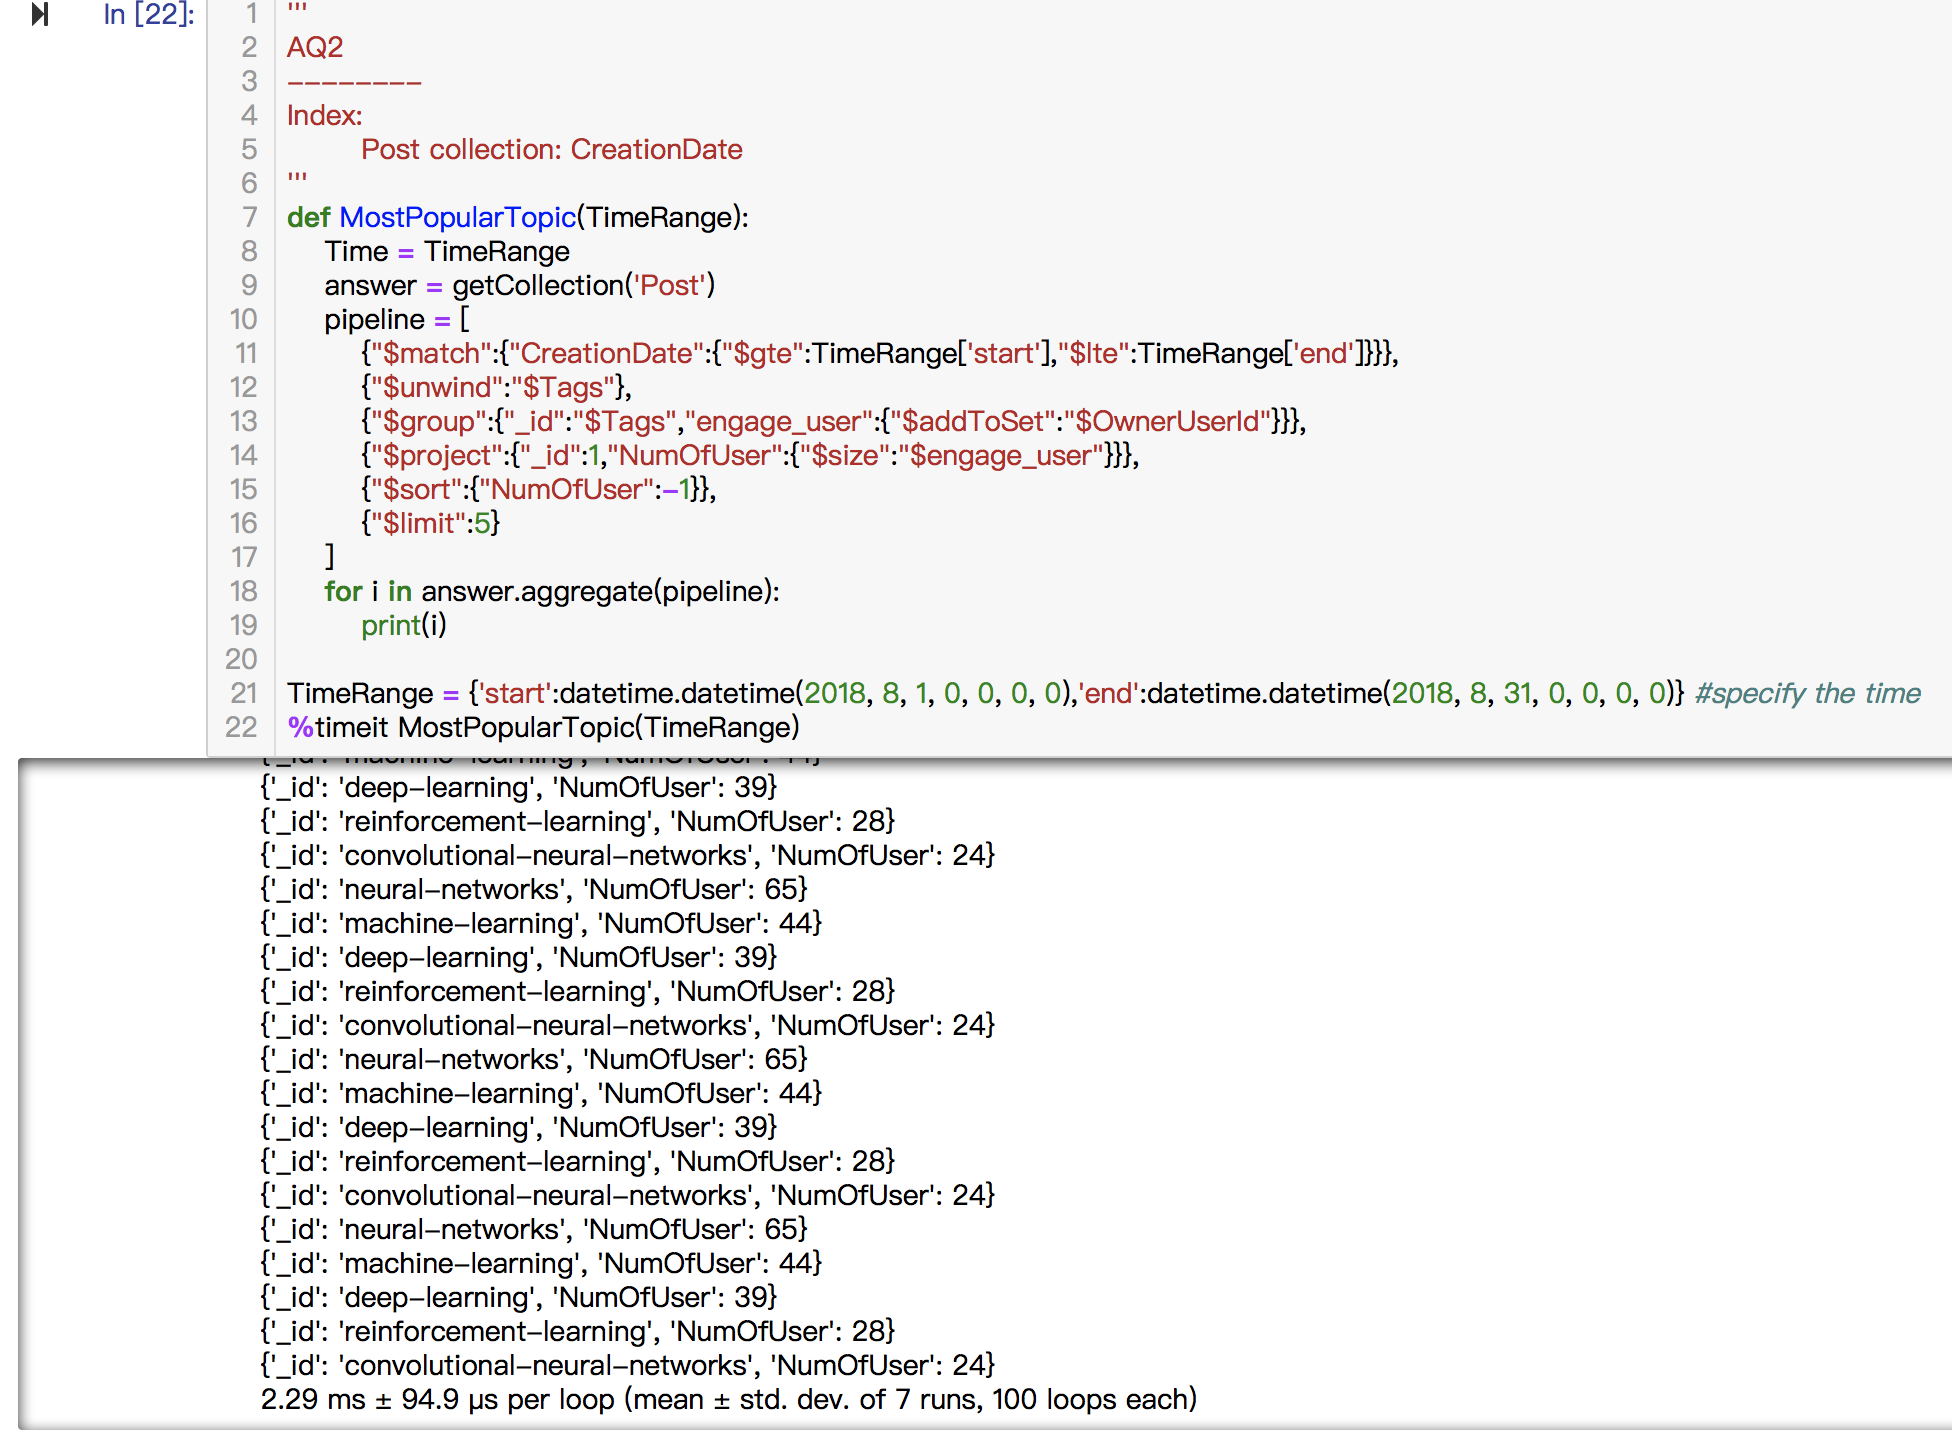 In [22]:
1 '''
2 AQ2
3 --------
4 Index:
5 Post collection: CreationDate
6 '''
7 def MostPopularTopic(TimeRange):
8 Time = TimeRange
9 answer = getCollection('Post')
10 pipeline = [
11 {"$match":{"CreationDate":{"$gte":TimeRange['start'],"$lte":TimeRange['end']}}},
12 {"$unwind":"$Tags"},
13 {"$group":{"_id":"$Tags","engage_user":{"$addToSet":"$OwnerUserId"}}},
14 {"$project":{"_id":1,"NumOfUser":{"$size":"$engage_user"}}},
15 {"$sort":{"NumOfUser":-1}},
16 {"$limit":5}
17 ]
18 for i in answer.aggregate(pipeline):
19 print(i)
20
21 TimeRange = {'start':datetime.datetime(2018, 8, 1, 0, 0, 0, 0),'end':datetime.datetime(2018, 8, 31, 0, 0, 0, 0)} #specify the time
22 %timeit MostPopularTopic(TimeRange)
{'_id': 'machine-learning', 'NumOfUser': 44}
{'_id': 'deep-learning', 'NumOfUser': 39}
{'_id': 'reinforcement-learning', 'NumOfUser': 28}
{'_id': 'convolutional-neural-networks', 'NumOfUser': 24}
{'_id': 'neural-networks', 'NumOfUser': 65}
{'_id': 'machine-learning', 'NumOfUser': 44}
{'_id': 'deep-learning', 'NumOfUser': 39}
{'_id': 'reinforcement-learning', 'NumOfUser': 28}
{'_id': 'convolutional-neural-networks', 'NumOfUser': 24}
{'_id': 'neural-networks', 'NumOfUser': 65}
{'_id': 'machine-learning', 'NumOfUser': 44}
{'_id': 'deep-learning', 'NumOfUser': 39}
{'_id': 'reinforcement-learning', 'NumOfUser': 28}
{'_id': 'convolutional-neural-networks', 'NumOfUser': 24}
{'_id': 'neural-networks', 'NumOfUser': 65}
{'_id': 'machine-learning', 'NumOfUser': 44}
{'_id': 'deep-learning', 'NumOfUser': 39}
{'_id': 'reinforcement-learning', 'NumOfUser': 28}
{'_id': 'convolutional-neural-networks', 'NumOfUser': 24}
2.29 ms ± 94.9 µs per loop (mean ± std. dev. of 7 runs, 100 loops each)